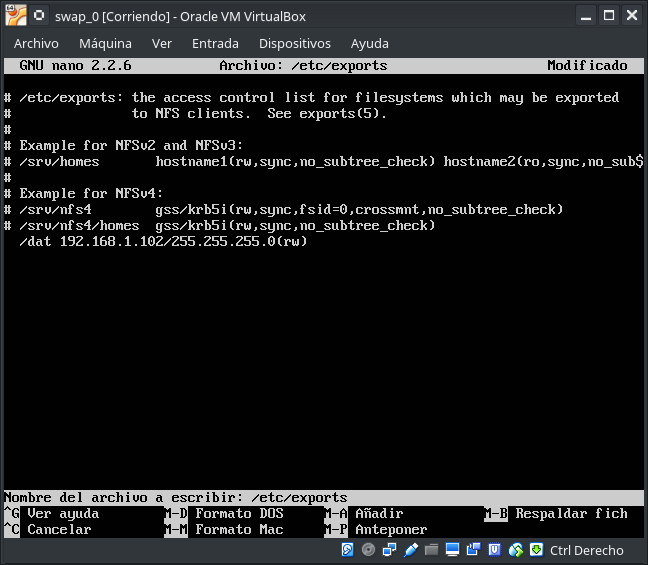 swap_0 [Corriendo] - Oracle VM VirtualBox
Archivo Máquina Ver Entrada Dispositivos Ayuda
GNU nano 2.2.6 Archivo: /etc/exports Modificado
# /etc/exports: the access control list for filesystems which may be exported
# to NFS clients. See exports(5).
#
# Example for NFSv2 and NFSv3:
# /srv/homes hostname1(rw,sync,no_subtree_check) hostname2(ro,sync,no_sub$
#
# Example for NFSv4:
# /srv/nfs4 gss/krb5i(rw,sync,fsid=0,crossmnt,no_subtree_check)
# /srv/nfs4/homes gss/krb5i(rw,sync,no_subtree_check)
/dat 192.168.1.102/255.255.255.0(rw)
Nombre del archivo a escribir: /etc/exports
^G Ver ayuda M-D Formato DOS M-A Añadir M-B Respaldar fich
^C Cancelar M-M Formato Mac M-P Anteponer
Ctrl Derecho